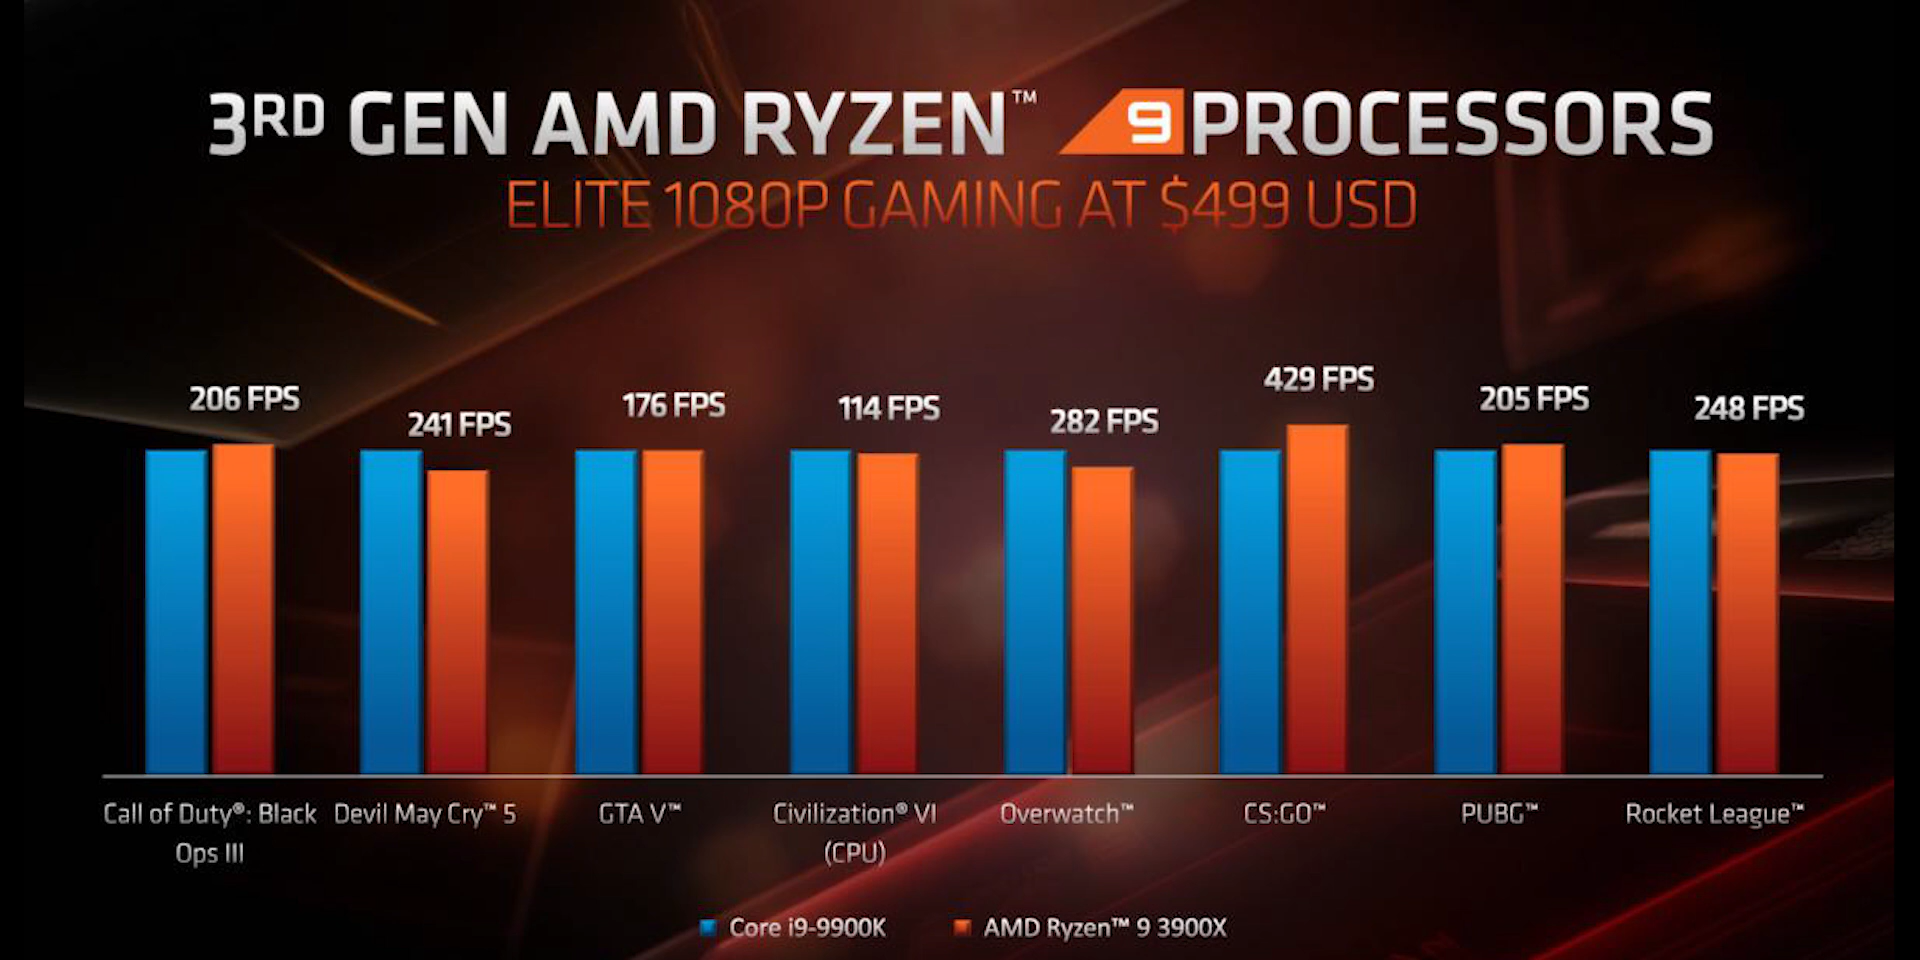 3RD GEN AMD RYZEN™ 9 PROCESSORS
ELITE 1080P GAMING AT $499 USD
206 FPS
241 FPS
176 FPS
114 FPS
282 FPS
429 FPS
205 FPS
248 FPS
Call of Duty®: Black
Ops III
Devil May Cry™ 5
GTA V™
Civilization® VI
(CPU)
Overwatch™
CS:GO™
PUBG™
Rocket League™
Core i9-9900K
AMD Ryzen™ 9 3900X